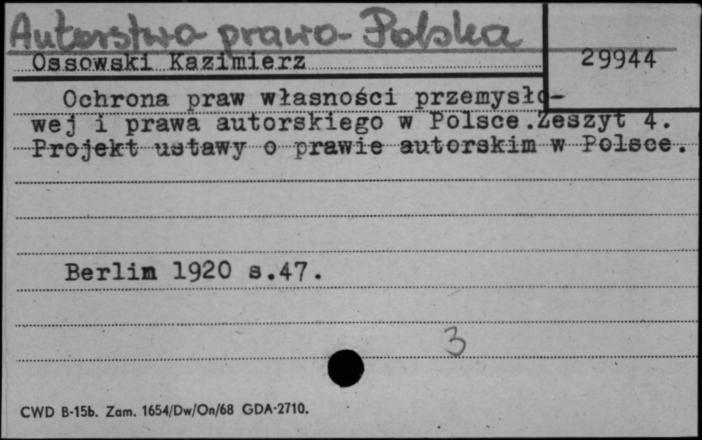 Autorstwo prawo - Polska
Ossowski Kazimierz
29944
Ochrona praw własności przemysło-
wej i prawa autorskiego w Polsce.Zeszyt 4.
Projekt ustawy o prawie autorskim w Polsce.
Berlin 1920 s.47.
3
CWD B-15b. Zam. 1654/Dw/On/68 GDA-2710.